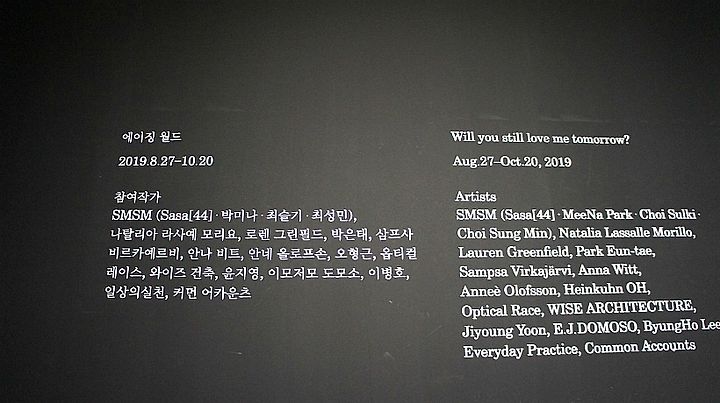 에이징 월드
2019.8.27–10.20
참여작가
SMSM (Sasa[44] · 박미나 · 최슬기 · 최성민),
나탈리아 라사예 모리요, 로렌 그린필드, 박은태, 삼프사
비르카예르비, 안나 비트, 안네 올로프손, 오형근, 옵티컬
레이스, 와이즈 건축, 윤지영, 이모저모 도모소, 이병호,
일상의실천, 커먼 어카운츠
Will you still love me tomorrow?
Aug.27–Oct.20, 2019
Artists
SMSM (Sasa[44] · MeeNa Park · Choi Sulki ·
Choi Sung Min), Natalia Lassalle Morillo,
Lauren Greenfield, Park Eun-tae,
Sampsa Virkajärvi, Anna Witt,
Anneè Olofsson, Heinkuhn OH,
Optical Race, WISE ARCHITECTURE,
Jiyoung Yoon, E.J.DOMOSO, ByungHo Lee
Everyday Practice, Common Accounts